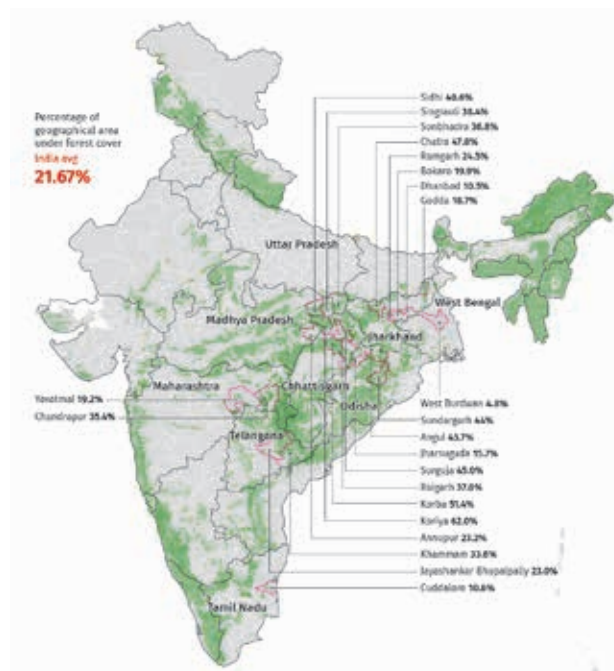 Percentage of
geographical area
under forest cover
India avg
21.67%
Sidhi 40.6%
Singrauli 38.4%
Sonbhadra 36.8%
Chatra 47.8%
Ramgarh 24.5%
Bokaro 19.9%
Dhanbad 10.5%
Godda 18.7%
Uttar Pradesh
West Bengal
Madhya Pradesh
Jharkhand
Maharashtra
Chhattisgarh
Odisha
Yavatmal 19.2%
Chandrapur 35.4%
Telangana
West Burdwan 4.3%
Sundargarh 44%
Angul 43.7%
Jharsugada 15.7%
Surguja 45.0%
Raigarh 37.0%
Korba 51.4%
Koriya 62.0%
Annupur 23.2%
Khammam 33.6%
Jayashankar Bhupalpally 23.0%
Cuddalore 10.8%
Tamil Nadu